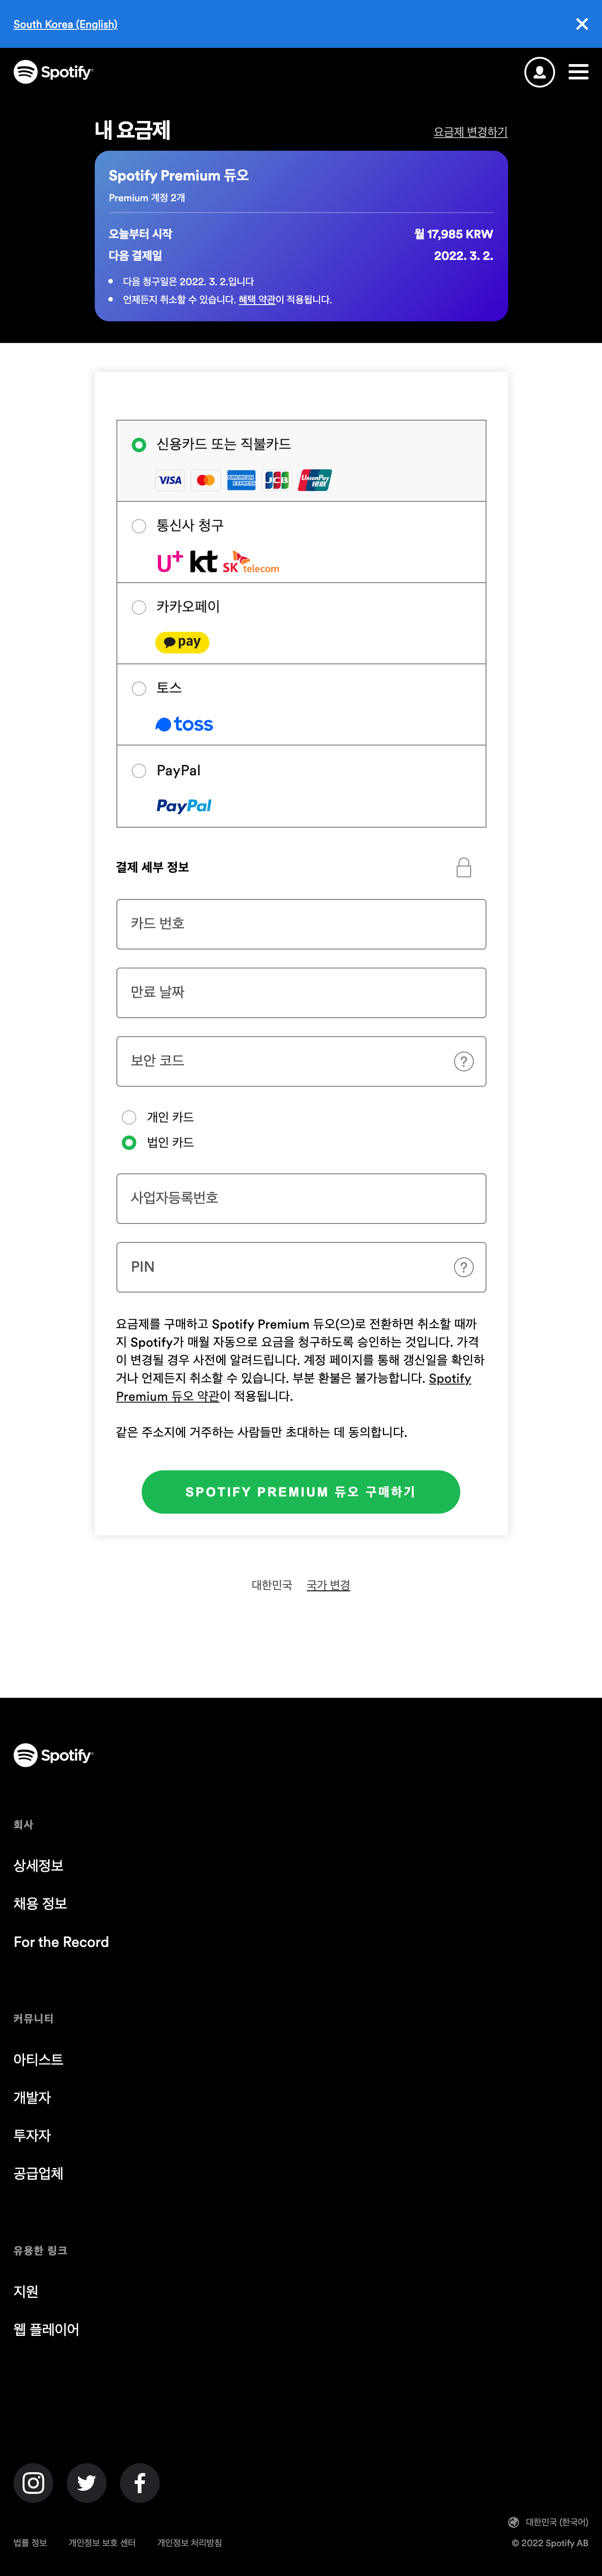 South Korea (English)
Spotify
내 요금제
요금제 변경하기
Spotify Premium 듀오
Premium 계정 2개
오늘부터 시작
월 17,985 KRW
다음 결제일
2022. 3. 2.
다음 청구일은 2022. 3. 2.입니다
언제든지 취소할 수 있습니다. 혜택 약관이 적용됩니다.
신용카드 또는 직불카드
VISA
AMERICAN EXPRESS
JCB
UnionPay 银联
통신사 청구
U+ kt SK telecom
카카오페이
pay
토스
toss
PayPal
PayPal
결제 세부 정보
카드 번호
만료 날짜
보안 코드
?
개인 카드
법인 카드
사업자등록번호
PIN
?
요금제를 구매하고 Spotify Premium 듀오(으)로 전환하면 취소할 때까
지 Spotify가 매월 자동으로 요금을 청구하도록 승인하는 것입니다. 가격
이 변경될 경우 사전에 알려드립니다. 계정 페이지를 통해 갱신일을 확인하
거나 언제든지 취소할 수 있습니다. 부분 환불은 불가능합니다. Spotify
Premium 듀오 약관이 적용됩니다.
같은 주소지에 거주하는 사람들만 초대하는 데 동의합니다.
SPOTIFY PREMIUM 듀오 구매하기
대한민국 국가 변경
Spotify
회사
상세정보
채용 정보
For the Record
커뮤니티
아티스트
개발자
투자자
공급업체
유용한 링크
지원
웹 플레이어
대한민국 (한국어)
법률 정보 개인정보 보호 센터 개인정보 처리방침
© 2022 Spotify AB